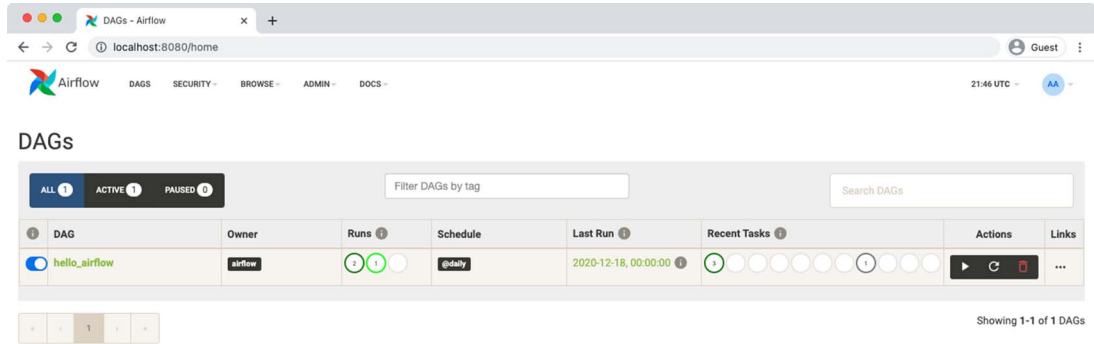 DAGs - Airflow
localhost:8080/home
Guest
Airflow DAGS SECURITY BROWSE ADMIN DOCS 21:46 UTC AA
DAGs
ALL 1 ACTIVE 1 PAUSED 0 Filter DAGs by tag Search DAGs
DAG Owner Runs Schedule Last Run Recent Tasks Actions Links
hello_airflow airflow 2 1 @daily 2020-12-18, 00:00:00 3 1
« ‹ 1 › » Showing 1-1 of 1 DAGs